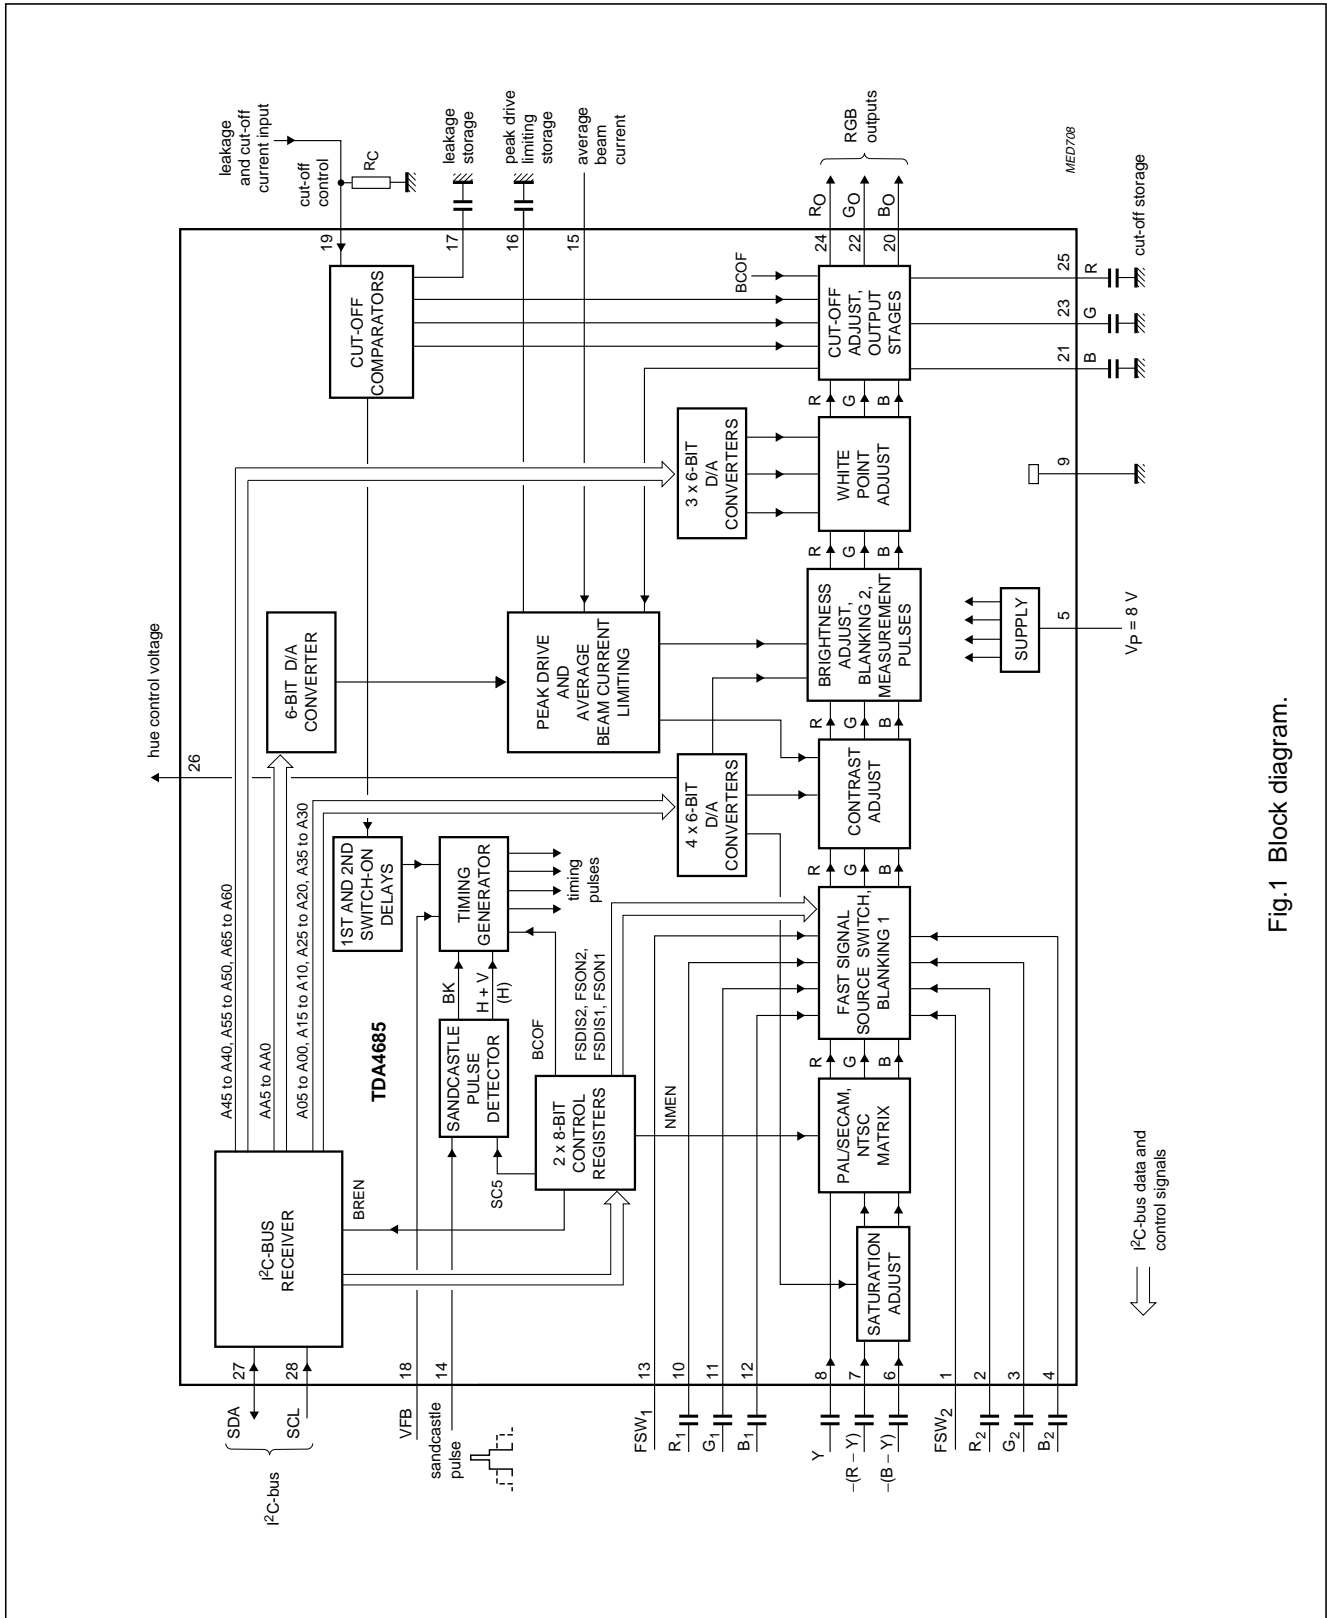 I2C-bus
SDA
SCL
27
28
I2C-BUS
RECEIVER
A45 to A40, A55 to A50, A65 to A60
AA5 to AA0
A05 to A00, A15 to A10, A25 to A20, A35 to A30
BREN
TDA4685
hue control voltage
26
6-BIT D/A
CONVERTER
CUT-OFF
COMPARATORS
19
leakage
and cut-off
current input
cut-off
control
RC
17
leakage
storage
16
peak drive
limiting
storage
15
average
beam
current
VFB
18
sandcastle
pulse
14
SANDCASTLE
PULSE
DETECTOR
BK
H + V
(H)
1ST AND 2ND
SWITCH-ON
DELAYS
TIMING
GENERATOR
timing
pulses
SC5
2 x 8-BIT
CONTROL
REGISTERS
BCOF
FSDIS2, FSON2,
FSDIS1, FSON1
NMEN
PEAK DRIVE
AND
AVERAGE
BEAM CURRENT
LIMITING
4 x 6-BIT
D/A
CONVERTERS
3 x 6-BIT
D/A
CONVERTERS
BCOF
FSW1
13
R1
10
G1
11
B1
12
Y
8
–(R – Y)
7
–(B – Y)
6
SATURATION
ADJUST
PAL/SECAM,
NTSC
MATRIX
R
G
B
FAST SIGNAL
SOURCE SWITCH,
BLANKING 1
R
G
B
CONTRAST
ADJUST
R
G
B
BRIGHTNESS
ADJUST,
BLANKING 2,
MEASUREMENT
PULSES
R
G
B
WHITE
POINT
ADJUST
R
G
B
CUT-OFF
ADJUST,
OUTPUT
STAGES
24
RO
22
GO
20
BO
RGB
outputs
FSW2
1
R2
2
G2
3
B2
4
SUPPLY
5
VP = 8 V
9
21
B
23
G
25
R
cut-off storage
I2C-bus data and
control signals
MED708
Fig.1 Block diagram.